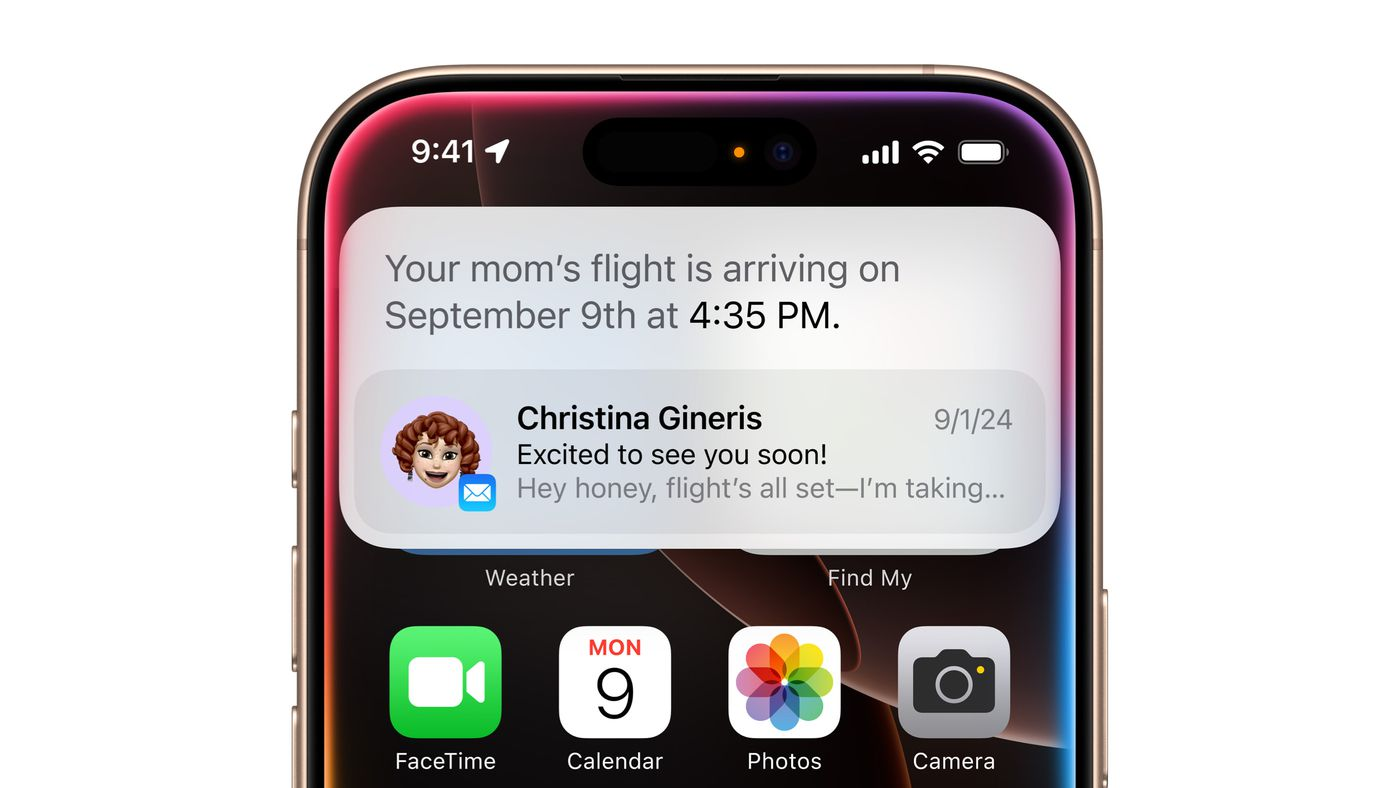 9:41
Your mom’s flight is arriving on
September 9th at 4:35 PM.
Christina Gineris 9/1/24
Excited to see you soon!
Hey honey, flight’s all set—I’m taking...
Weather Find My
MON
9
FaceTime Calendar Photos Camera